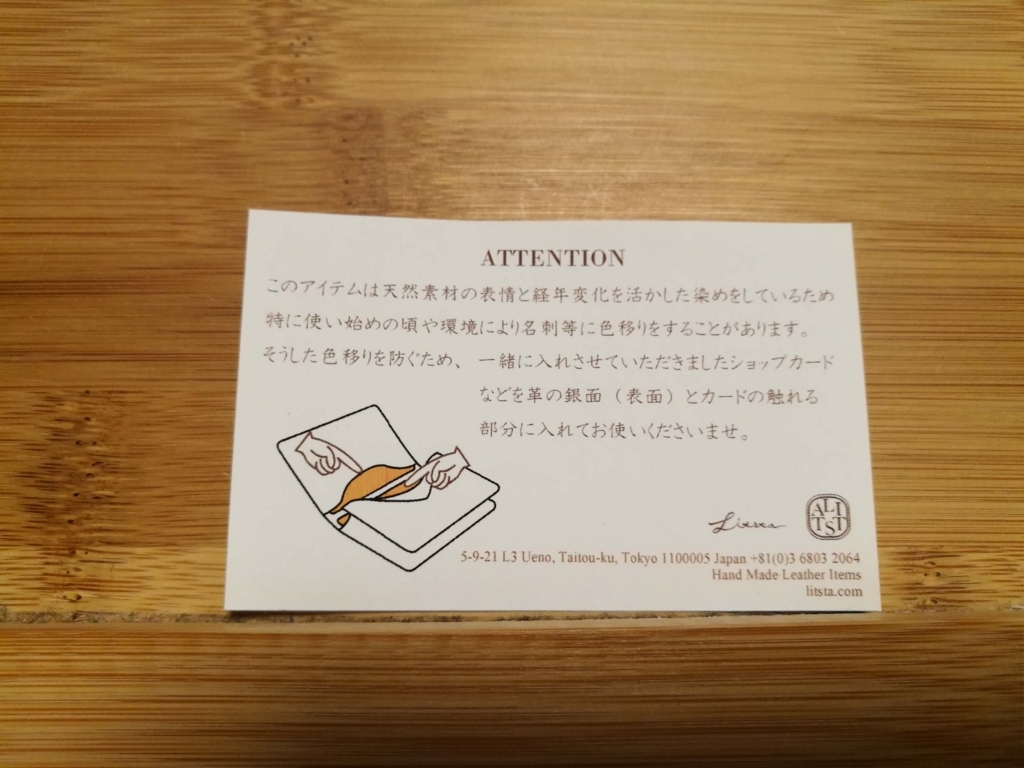 ATTENTION
このアイテムは天然素材の表情と経年変化を活かした染めをしているため
特に使い始めの頃や環境により名刺等に色移りをすることがあります。
そうした色移りを防ぐため、一緒に入れさせていただきましたショップカード
などを革の銀面（表面）とカードの触れる
部分に入れてお使いくださいませ。
Litsta
ALI
TST
5-9-21 L3 Ueno, Taitou-ku, Tokyo 1100005 Japan +81(0)3 6803 2064
Hand Made Leather Items
litsta.com